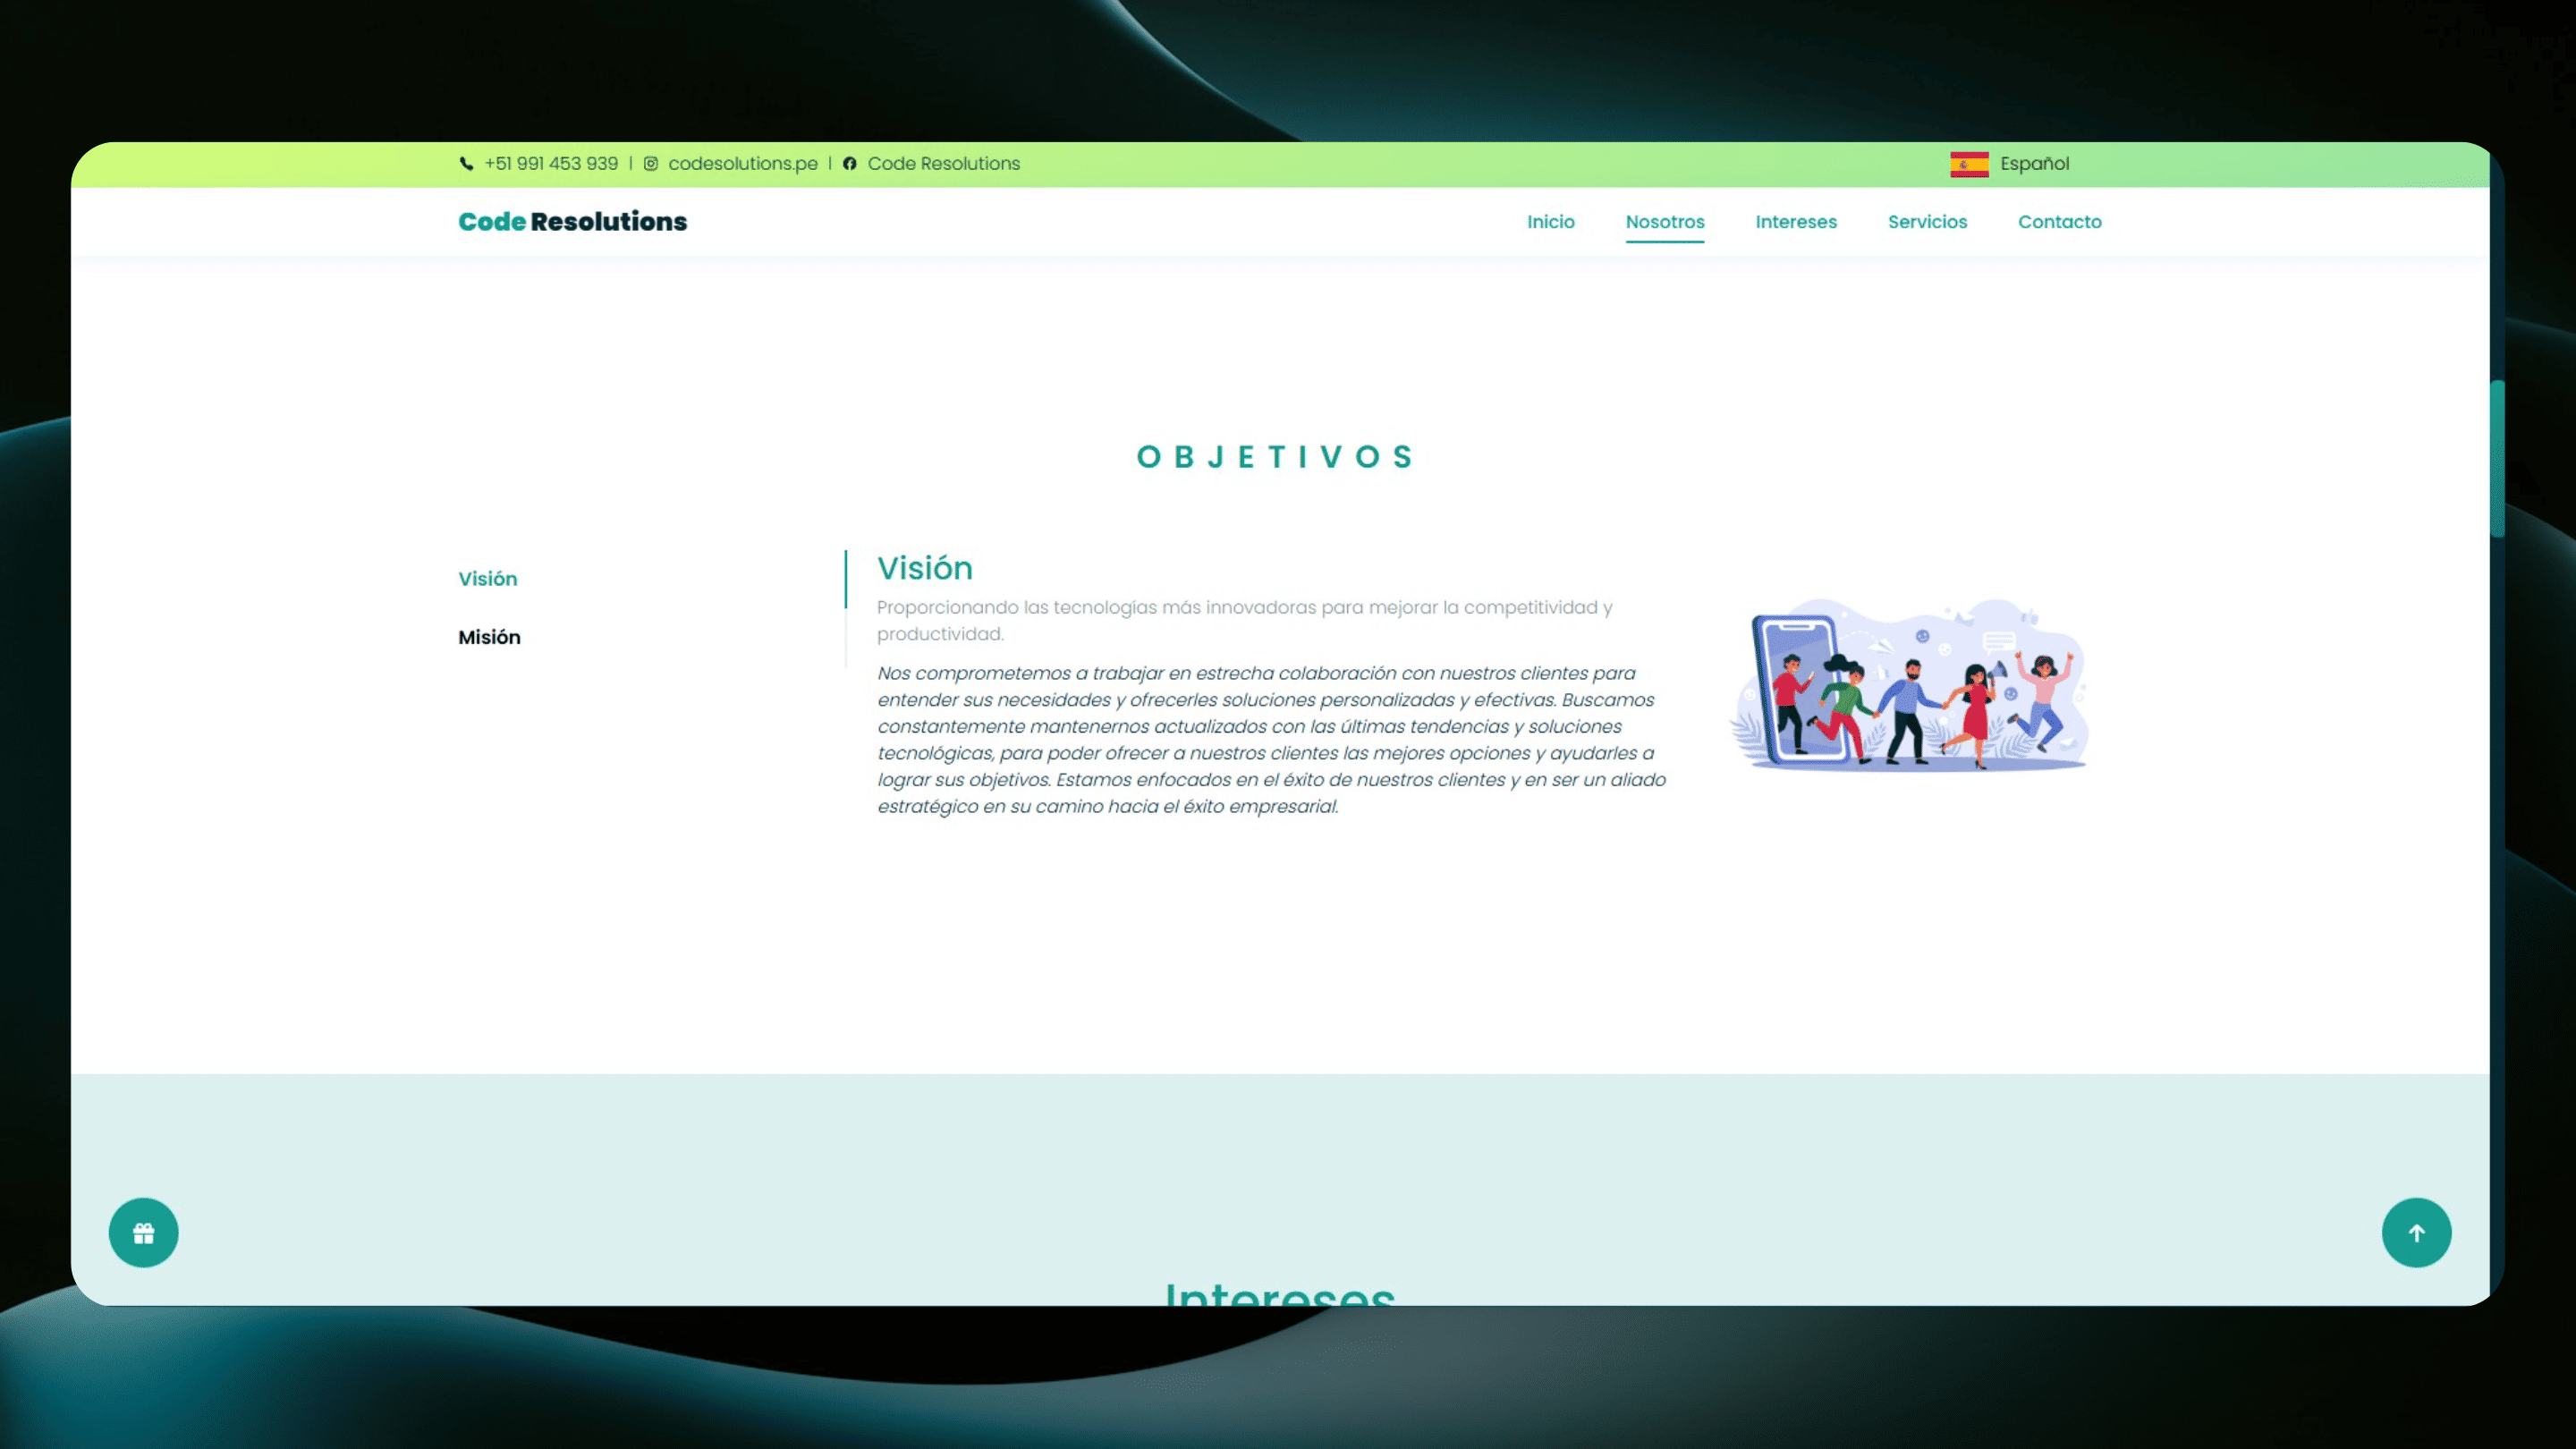 +51 991 453 939 | codesolutions.pe | Code Resolutions
Español
Code Resolutions
Inicio Nosotros Intereses Servicios Contacto
OBJETIVOS
Visión
Misión
Visión
Proporcionando las tecnologías más innovadoras para mejorar la competitividad y
productividad.
Nos comprometemos a trabajar en estrecha colaboración con nuestros clientes para
entender sus necesidades y ofrecerles soluciones personalizadas y efectivas. Buscamos
constantemente mantenernos actualizados con las últimas tendencias y soluciones
tecnológicas, para poder ofrecer a nuestros clientes las mejores opciones y ayudarles a
lograr sus objetivos. Estamos enfocados en el éxito de nuestros clientes y en ser un aliado
estratégico en su camino hacia el éxito empresarial.
Intereses